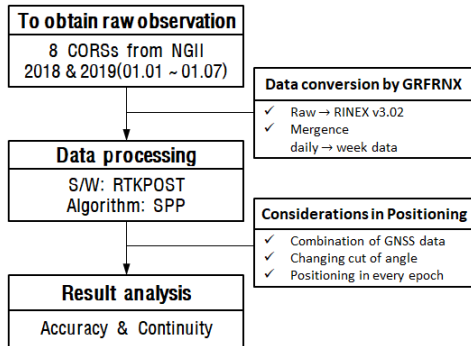 To obtain raw observation
8 CORSs from NGII
2018 & 2019(01.01 ~ 01.07)
Data conversion by GRFRNX
✓ Raw → RINEX v3.02
✓ Mergence
daily → week data
Data processing
S/W: RTKPOST
Algorithm: SPP
Considerations in Positioning
✓ Combination of GNSS data
✓ Changing cut of angle
✓ Positioning in every epoch
Result analysis
Accuracy & Continuity